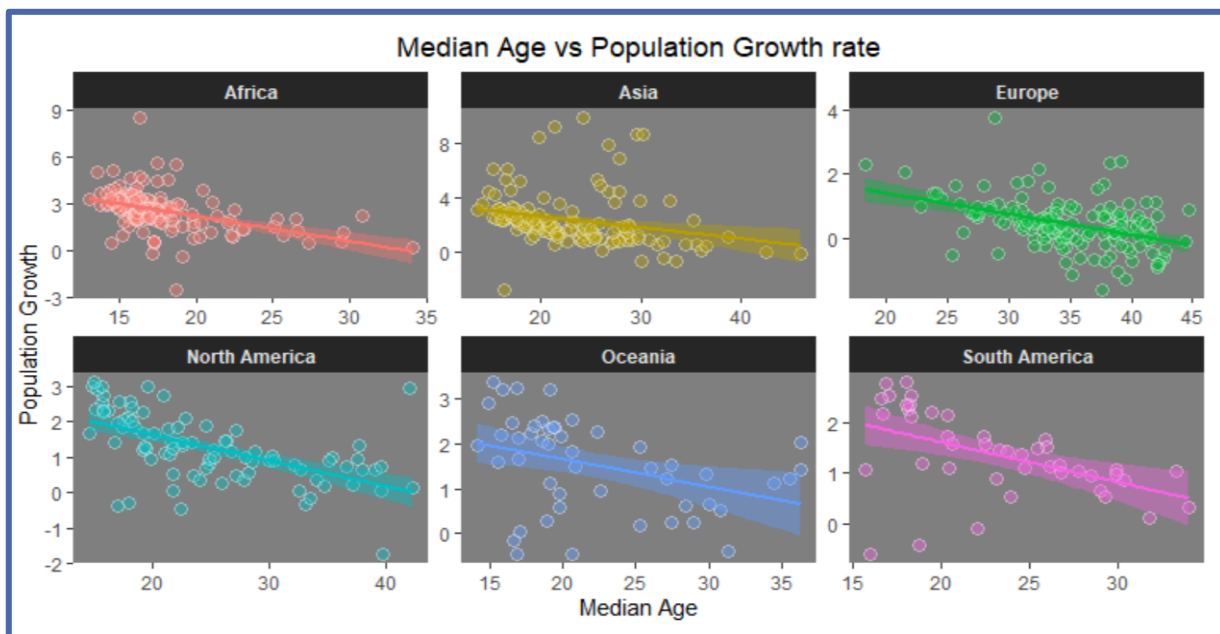 Median Age vs Population Growth rate
Africa
Asia
Europe
9
6
3
0
-3
8
4
0
4
2
0
15 20 25 30 35
20 30 40
20 25 30 35 40 45
North America
Oceania
South America
3
2
1
0
-1
-2
3
2
1
0
2
1
0
20 30 40
15 20 25 30 35
15 20 25 30
Population Growth
Median Age